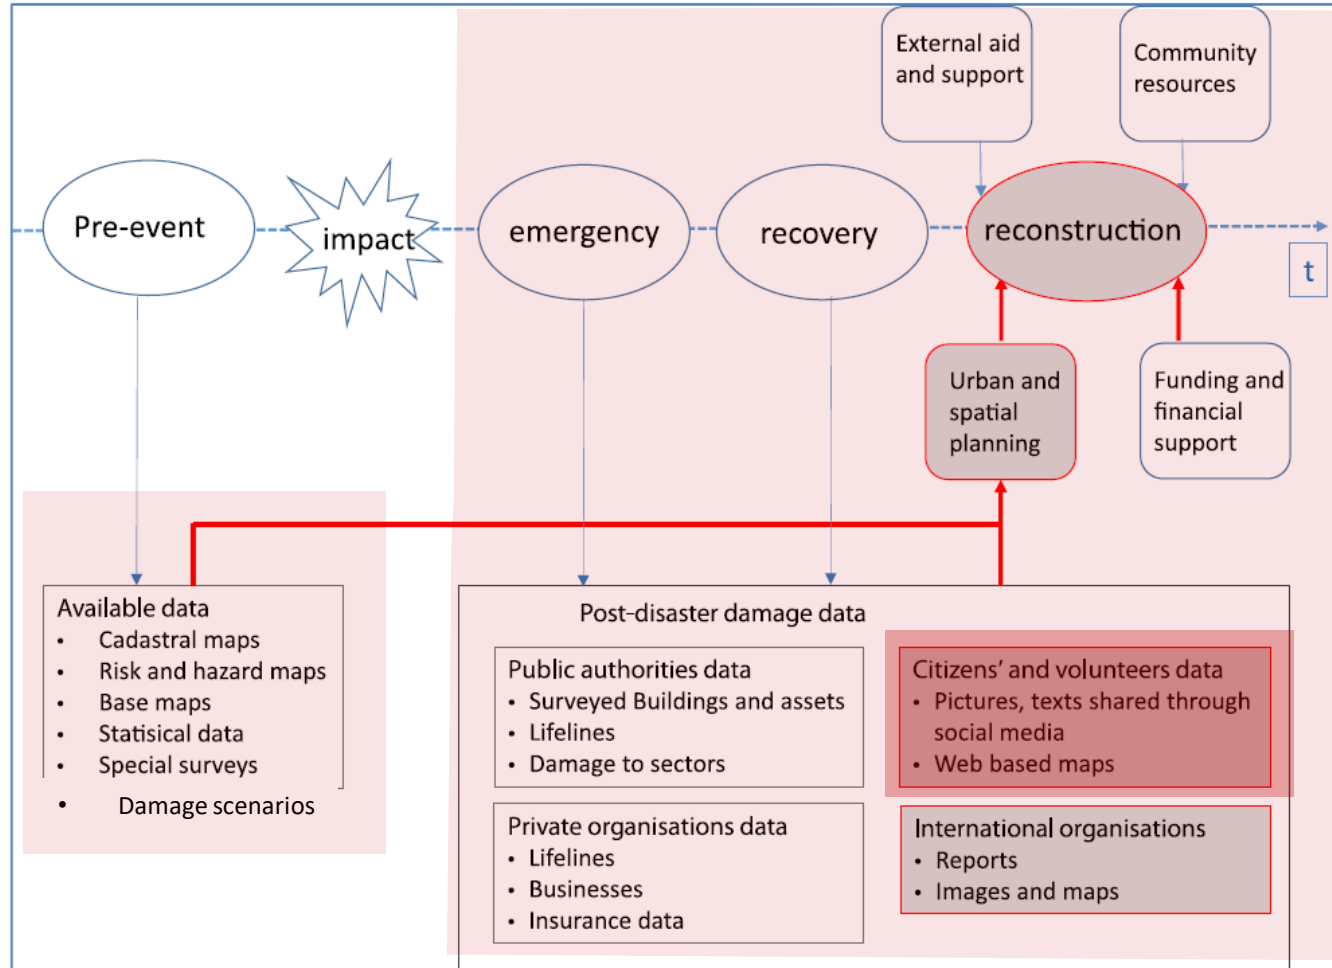 External aid
and support
Community
resources
Pre-event
impact
emergency
recovery
reconstruction
t
Urban and
spatial
planning
Funding and
financial
support
Available data
• Cadastral maps
• Risk and hazard maps
• Base maps
• Statisical data
• Special surveys
• Damage scenarios
Post-disaster damage data
Public authorities data
• Surveyed Buildings and assets
• Lifelines
• Damage to sectors
Citizens’ and volunteers data
• Pictures, texts shared through
social media
• Web based maps
Private organisations data
• Lifelines
• Businesses
• Insurance data
International organisations
• Reports
• Images and maps